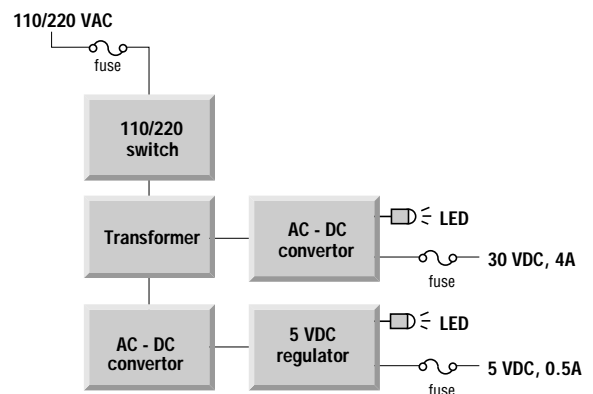 110/220 VAC
fuse
110/220
switch
Transformer
AC - DC
convertor
LED
fuse
30 VDC, 4A
AC - DC
convertor
5 VDC
regulator
LED
fuse
5 VDC, 0.5A